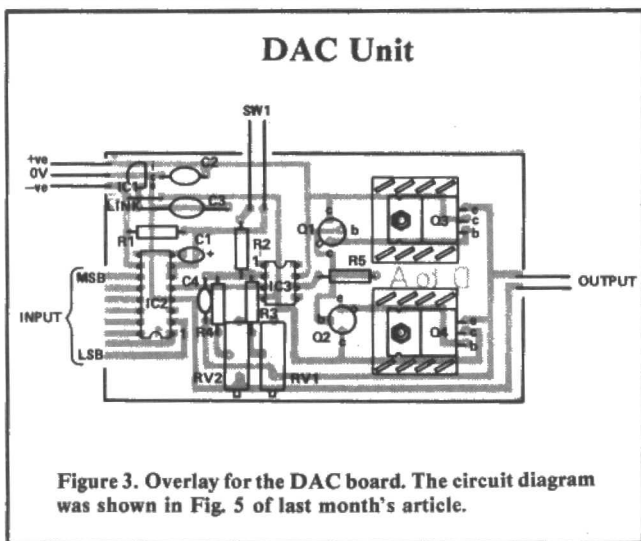 DAC Unit
SW1
+ve
0V
-ve
IC1
C2
LINK
C3
R1
C1
+
R2
MSB
INPUT
LSB
IC2
1
C4
R4
R3
1
IC3
RV2
RV1
Q1
c
b
e
R5
Q2
e
b
c
Q3
e
c
b
Q4
e
c
b
OUTPUT
Figure 3. Overlay for the DAC board. The circuit diagram
was shown in Fig. 5 of last month's article.